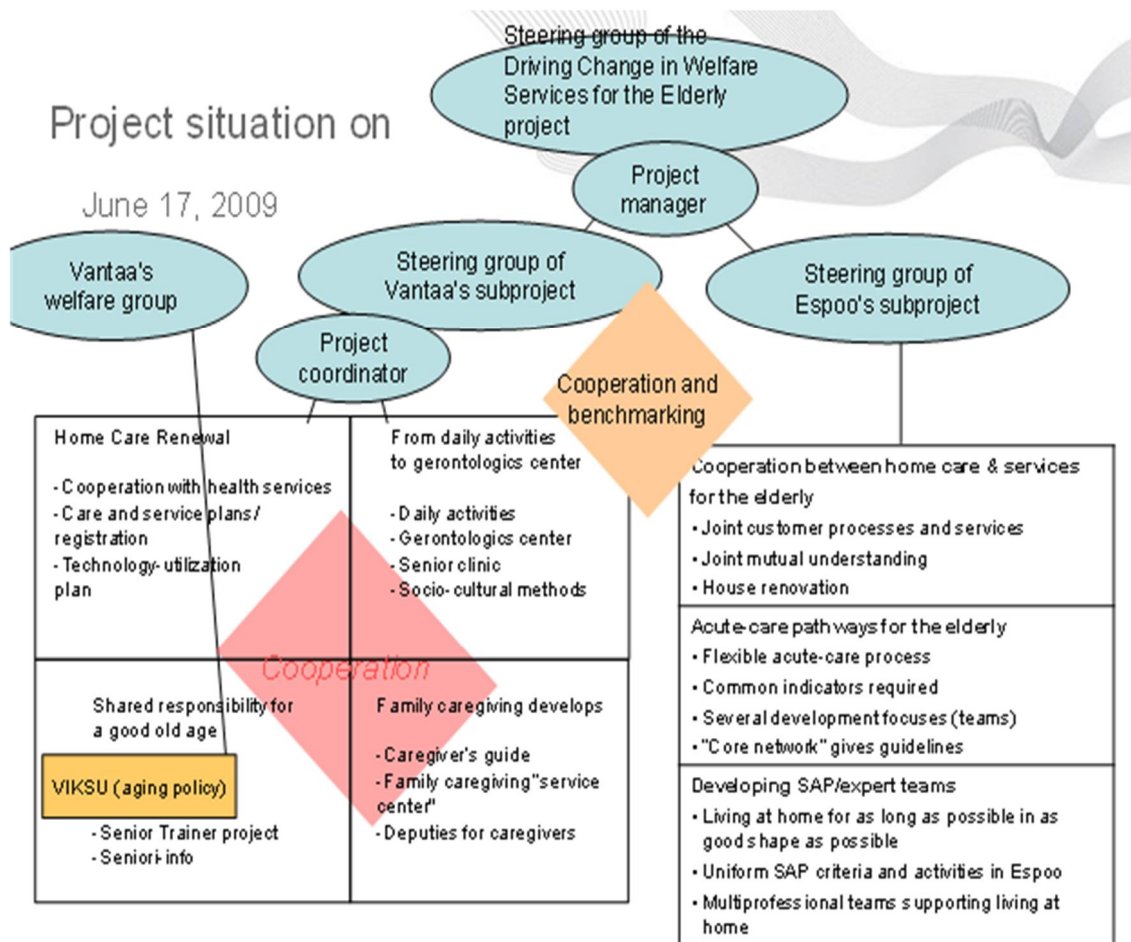 Steering group of the
Driving Change in Welfare
Services for the Elderly
project
Project situation on
June 17, 2009
Project
manager
Vantaa's
welfare group
Steering group of
Vantaa's subproject
Steering group of
Espoo's subproject
Project
coordinator
Cooperation and
benchmarking
Home Care Renewal
- Cooperation with health services
- Care and service plans/
registration
- Technology- utilization
plan
From daily activities
to gerontologics center
- Daily activities
- Gerontologics center
- Senior clinic
- Socio- cultural methods
Cooperation
Shared responsibility for
a good old age
VIKSU (aging policy)
- Senior Trainer project
- Seniori- info
Family caregiving develops
- Caregiver's guide
- Family caregiving "service
center"
- Deputies for caregivers
Cooperation between home care & services
for the elderly
• Joint customer processes and services
• Joint mutual understanding
• House renovation
Acute-care pathways for the elderly
• Flexible acute-care process
• Common indicators required
• Several development focuses (teams)
• "Core network" gives guidelines
Developing SAP/expert teams
• Living at home for as long as possible in as
good shape as possible
• Uniform SAP criteria and activities in Espoo
• Multiprofessional teams supporting living at
home